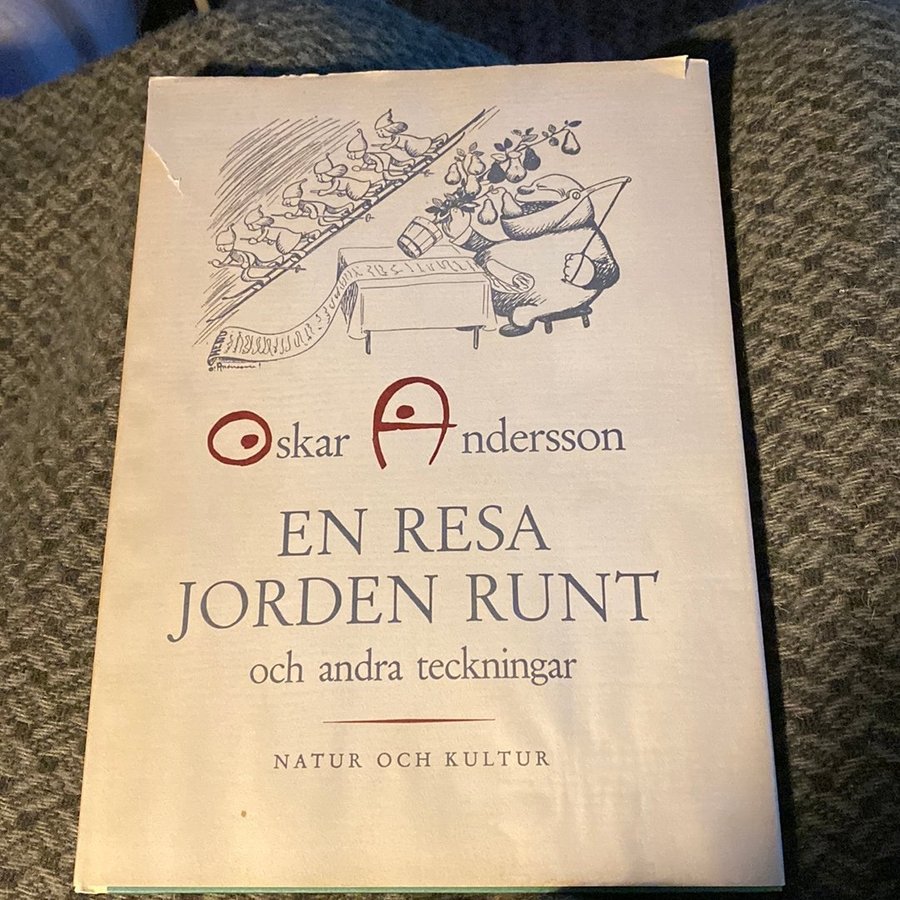 Oskar Andersson
EN RESA
JORDEN RUNT
och andra teckningar
NATUR OCH KULTUR